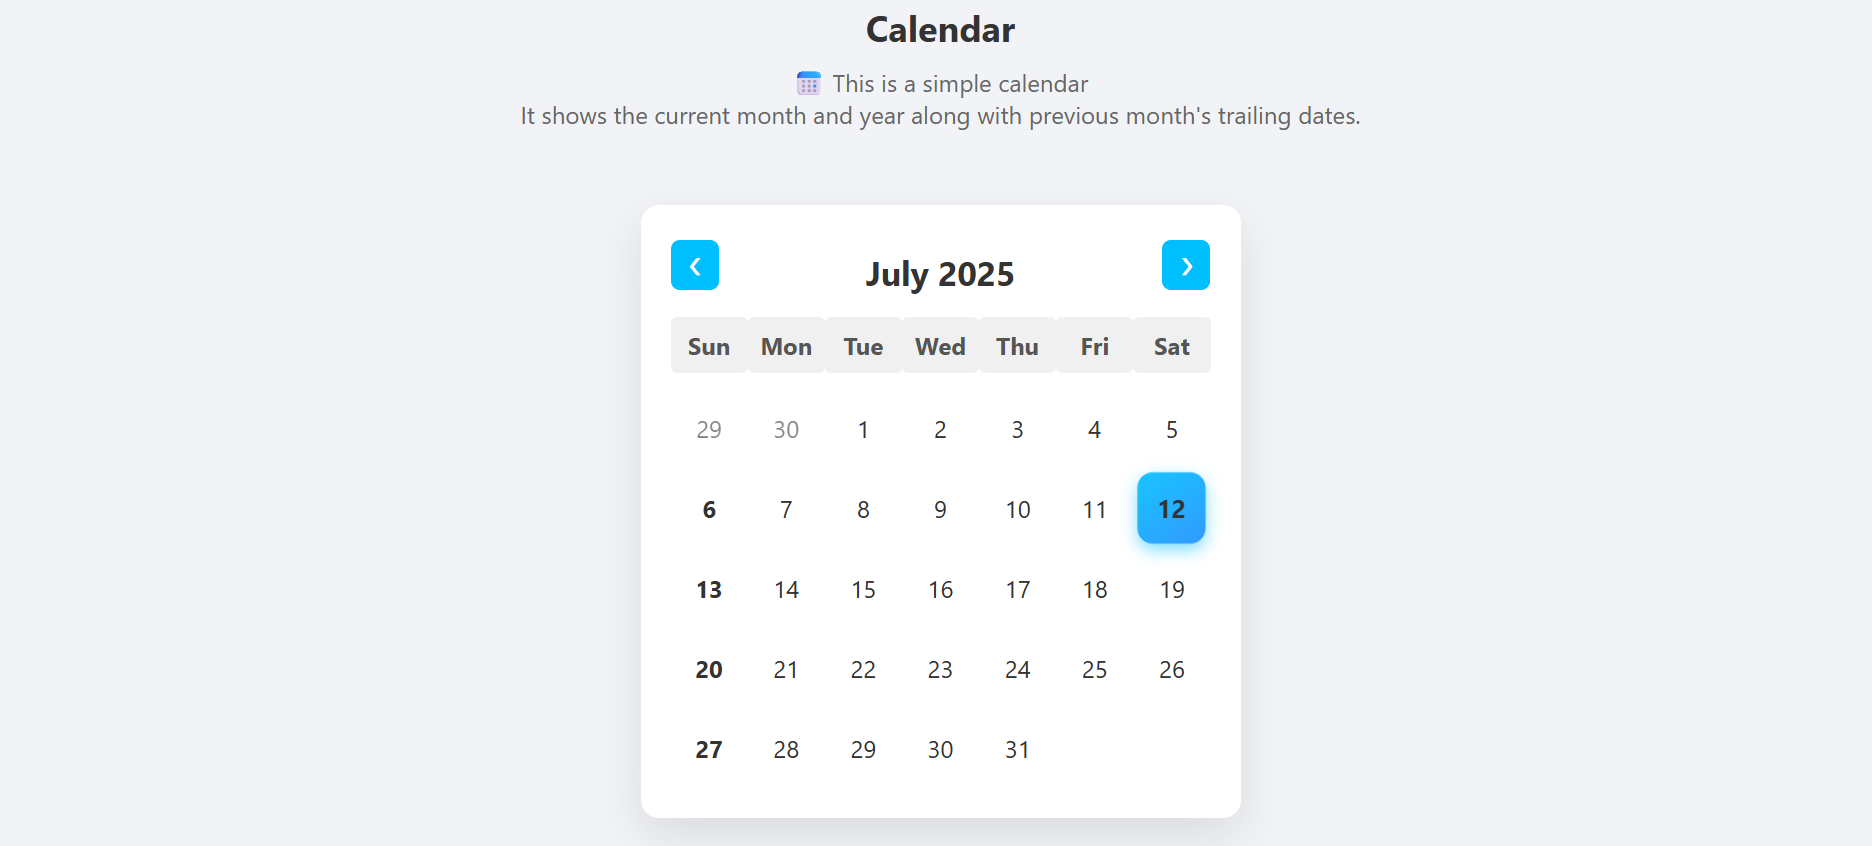 Calendar
This is a simple calendar
It shows the current month and year along with previous month's trailing dates.
❮ July 2025 ❯
Sun Mon Tue Wed Thu Fri Sat
29 30 1 2 3 4 5
6 7 8 9 10 11 12
13 14 15 16 17 18 19
20 21 22 23 24 25 26
27 28 29 30 31